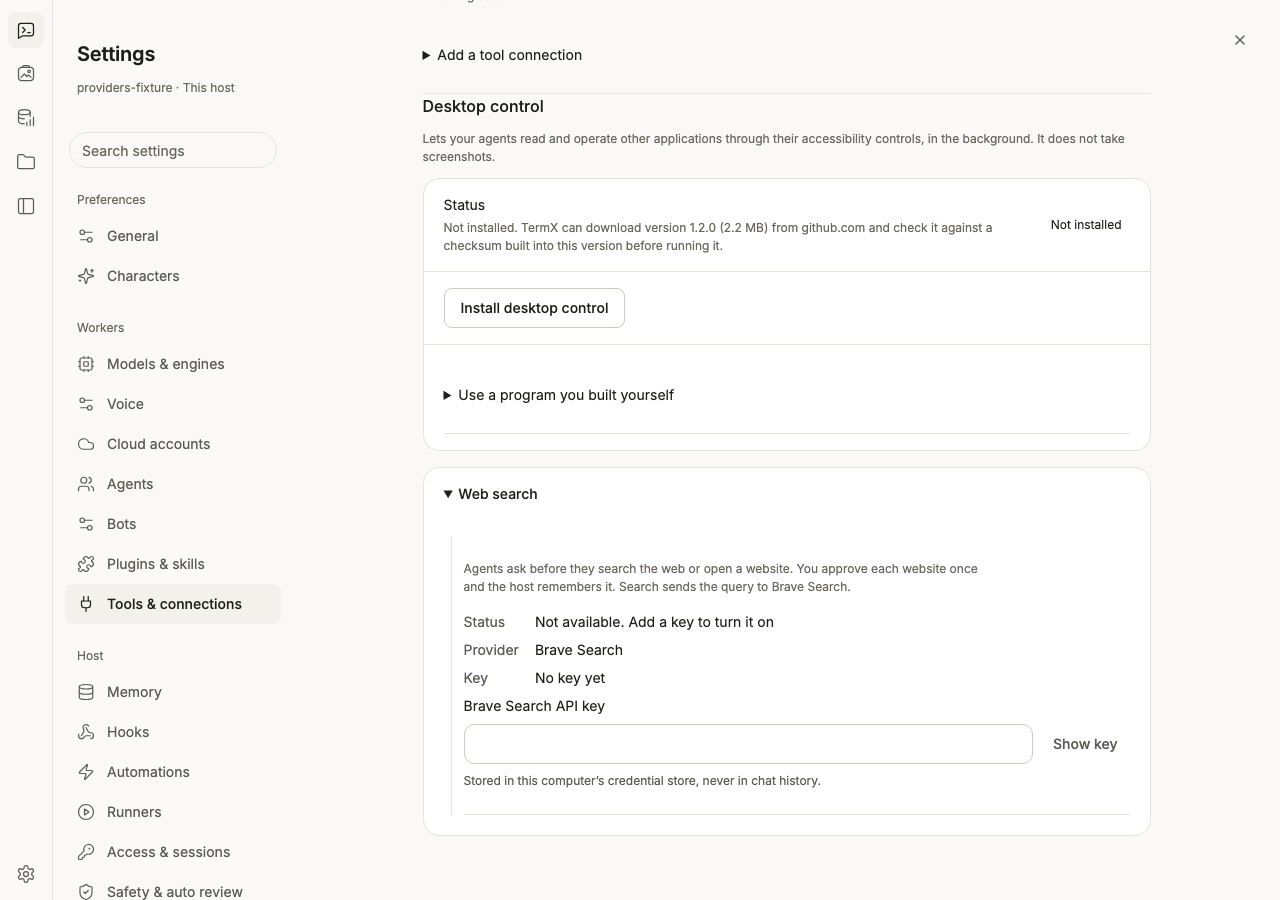 Settings
providers-fixture · This host
Search settings
Preferences
General
Characters
Workers
Models & engines
Voice
Cloud accounts
Agents
Bots
Plugins & skills
Tools & connections
Host
Memory
Hooks
Automations
Runners
Access & sessions
Safety & auto review
Add a tool connection
Desktop control
Lets your agents read and operate other applications through their accessibility controls, in the background. It does not take
screenshots.
Status
Not installed. TermX can download version 1.2.0 (2.2 MB) from github.com and check it against a
checksum built into this version before running it.
Not installed
Install desktop control
Use a program you built yourself
Web search
Agents ask before they search the web or open a website. You approve each website once
and the host remembers it. Search sends the query to Brave Search.
Status Not available. Add a key to turn it on
Provider Brave Search
Key No key yet
Brave Search API key
Show key
Stored in this computer’s credential store, never in chat history.